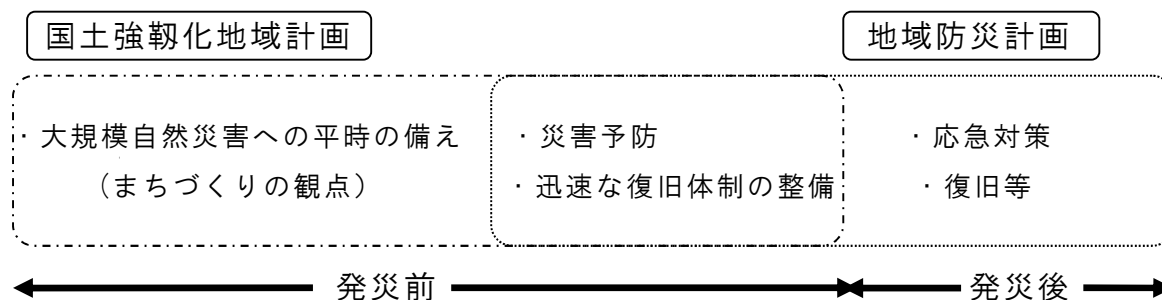 国土強靱化地域計画
地域防災計画
・大規模自然災害への平時の備え
（まちづくりの観点）
・災害予防
・迅速な復旧体制の整備
・応急対策
・復旧等
発災前
発災後